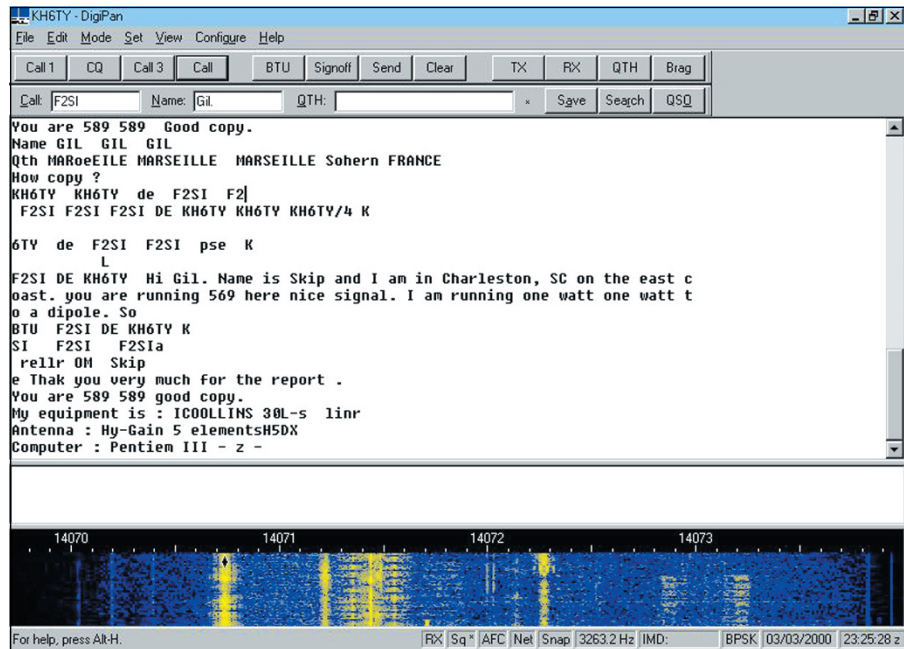 KH6TY - DigiPan
File Edit Mode Set View Configure Help
Call 1 CQ Call 3 Call BTU Signoff Send Clear TX RX QTH Brag
Call: F2SI Name: Gil. QTH: × Save Search QSO
You are 589 589 Good copy.
Name GIL GIL GIL
Qth MARoeEILE MARSEILLE MARSEILLE Sohern FRANCE
How copy ?
KH6TY KH6TY de F2SI F2
F2SI F2SI F2SI DE KH6TY KH6TY KH6TY/4 K
6TY de F2SI F2SI pse K
L
F2SI DE KH6TY Hi Gil. Name is Skip and I am in Charleston, SC on the east c
oast. you are running 569 here nice signal. I am running one watt one watt t
o a dipole. So
BTU F2SI DE KH6TY K
SI F2SI F2SIa
rellr OM Skip
e Thak you very much for the report .
You are 589 589 good copy.
My equipment is : ICOOLLINS 30L-s linr
Antenna : Hy-Gain 5 elementsH5DX
Computer : Pentiem III - z -
14070 14071 14072 14073
For help, press Alt-H. RX Sq * AFC Net Snap 3263.2 Hz IMD: BPSK 03/03/2000 23:25:28 z